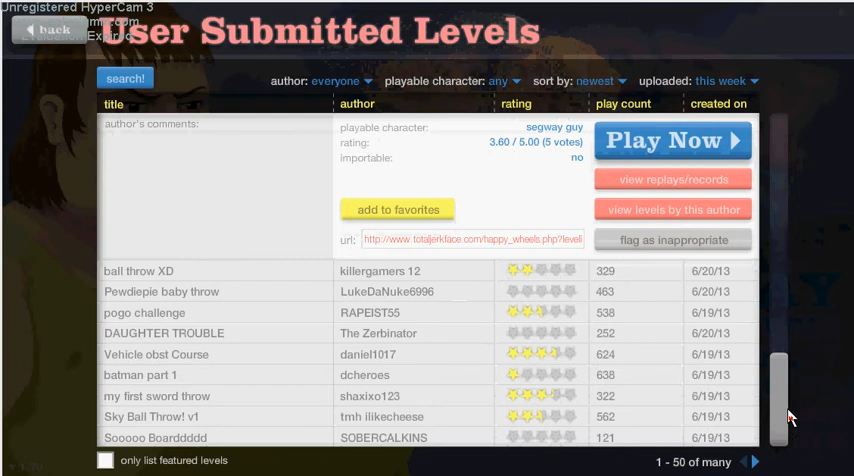 Unregistered HyperCam 3
back
User Submitted Levels
Evaluation Expired
search!
author: everyone playable character: any sort by: newest uploaded: this week
title author rating play count created on
author's comments:
playable character: segway guy
rating: 3.60 / 5.00 (5 votes)
importable: no
Play Now
view replays/records
add to favorites
view levels by this author
url: http://www.totaljerkface.com/happy_wheels.php?leveli
flag as inappropriate
ball throw XD killergamers 12 329 6/20/13
Pewdiepie baby throw LukeDaNuke6996 463 6/20/13
pogo challenge RAPEIST55 538 6/19/13
DAUGHTER TROUBLE The Zerbinator 252 6/20/13
Vehicle obst Course daniel1017 624 6/19/13
batman part 1 dcheroes 638 6/19/13
my first sword throw shaxixo123 322 6/19/13
Sky Ball Throw! v1 tmh ilikecheese 562 6/19/13
Sooooo Boarddddd SOBERCALKINS 121 6/19/13
only list featured levels 1 - 50 of many